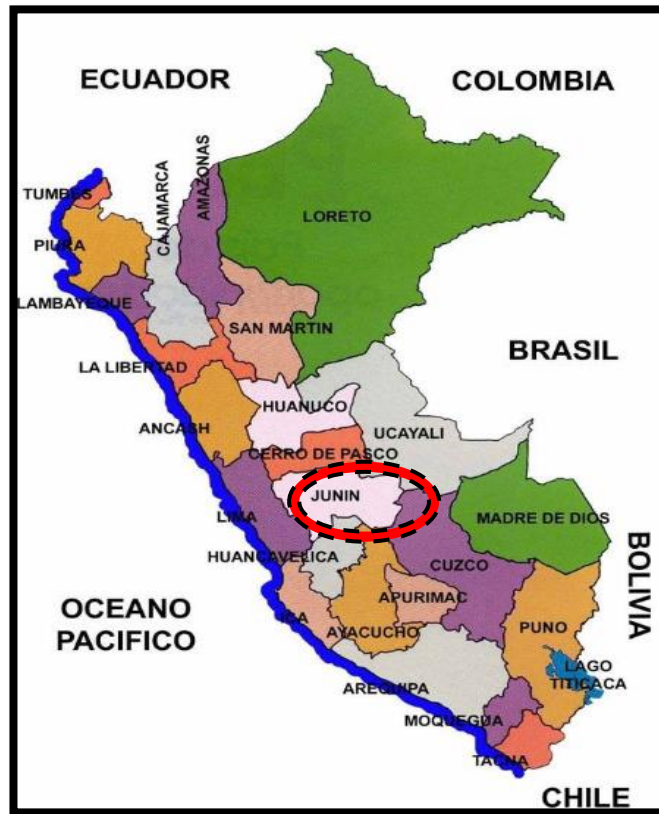 ECUADOR
COLOMBIA
TUMBES
CAJAMARCA
AMAZONAS
LORETO
PIURA
LAMBAYEQUE
SAN MARTIN
BRASIL
LA LIBERTAD
HUANUCO
ANCASH
UCAYALI
CERRO DE PASCO
JUNIN
LIMA
MADRE DE DIOS
HUANCAVELICA
CUZCO
BOLIVIA
OCEANO
PACIFICO
APURIMAC
ICA
AYACUCHO
PUNO
LAGO
TITICACA
AREQUIPA
MOQUEGUA
TACNA
CHILE